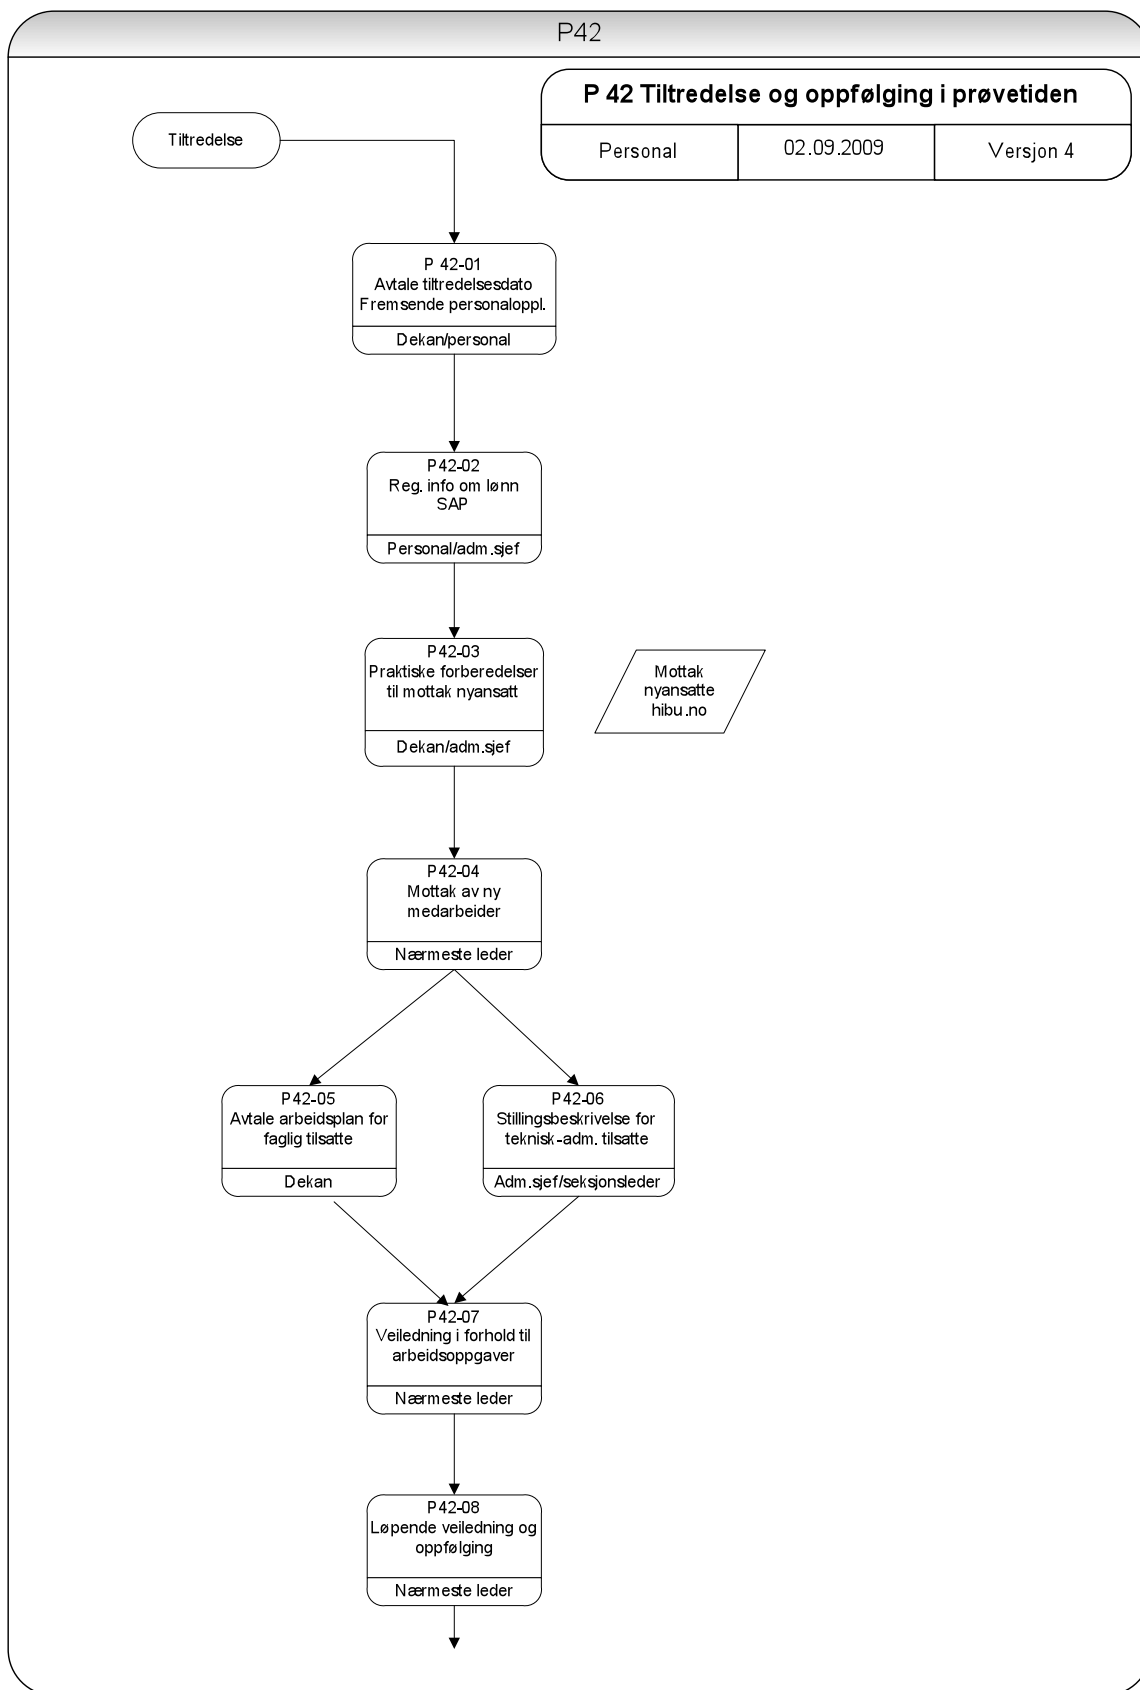 P42
P 42 Tiltredelse og oppfølging i prøvetiden
Personal
02.09.2009
Versjon 4
Tiltredelse
P 42-01
Avtale tiltredelsesdato
Fremsende personaloppl.
Dekan/personal
P42-02
Reg. info om lønn
SAP
Personal/adm.sjef
P42-03
Praktiske forberedelser
til mottak nyansatt
Dekan/adm.sjef
Mottak
nyansatte
hibu.no
P42-04
Mottak av ny
medarbeider
Nærmeste leder
P42-05
Avtale arbeidsplan for
faglig tilsatte
Dekan
P42-06
Stillingsbeskrivelse for
teknisk-adm. tilsatte
Adm.sjef/seksjonsleder
P42-07
Veiledning i forhold til
arbeidsoppgaver
Nærmeste leder
P42-08
Løpende veiledning og
oppfølging
Nærmeste leder